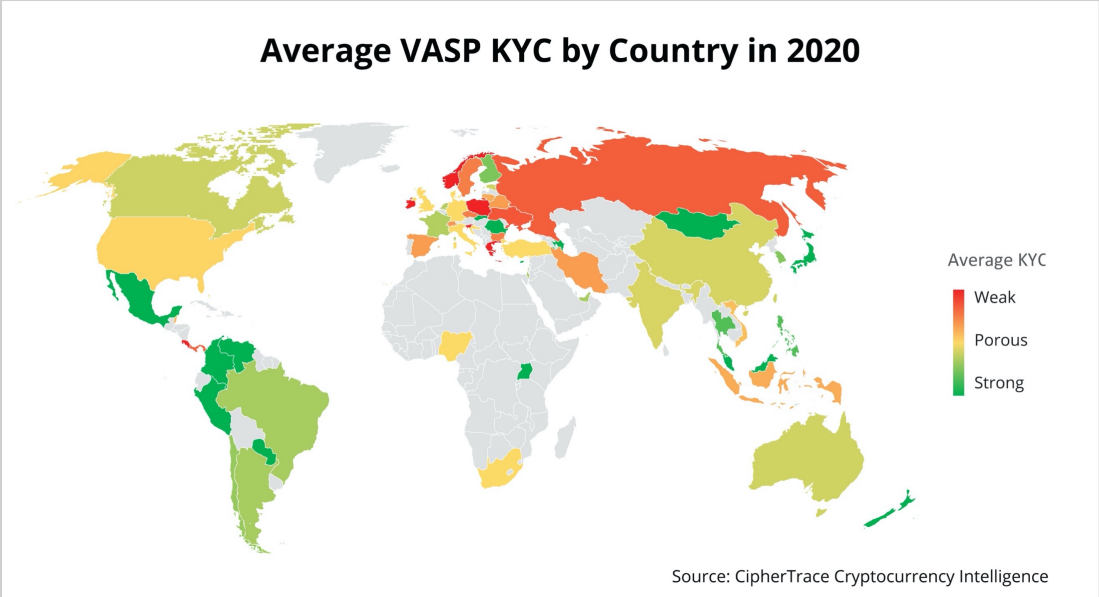 Average VASP KYC by Country in 2020
Average KYC
Weak
Porous
Strong
Source: CipherTrace Cryptocurrency Intelligence